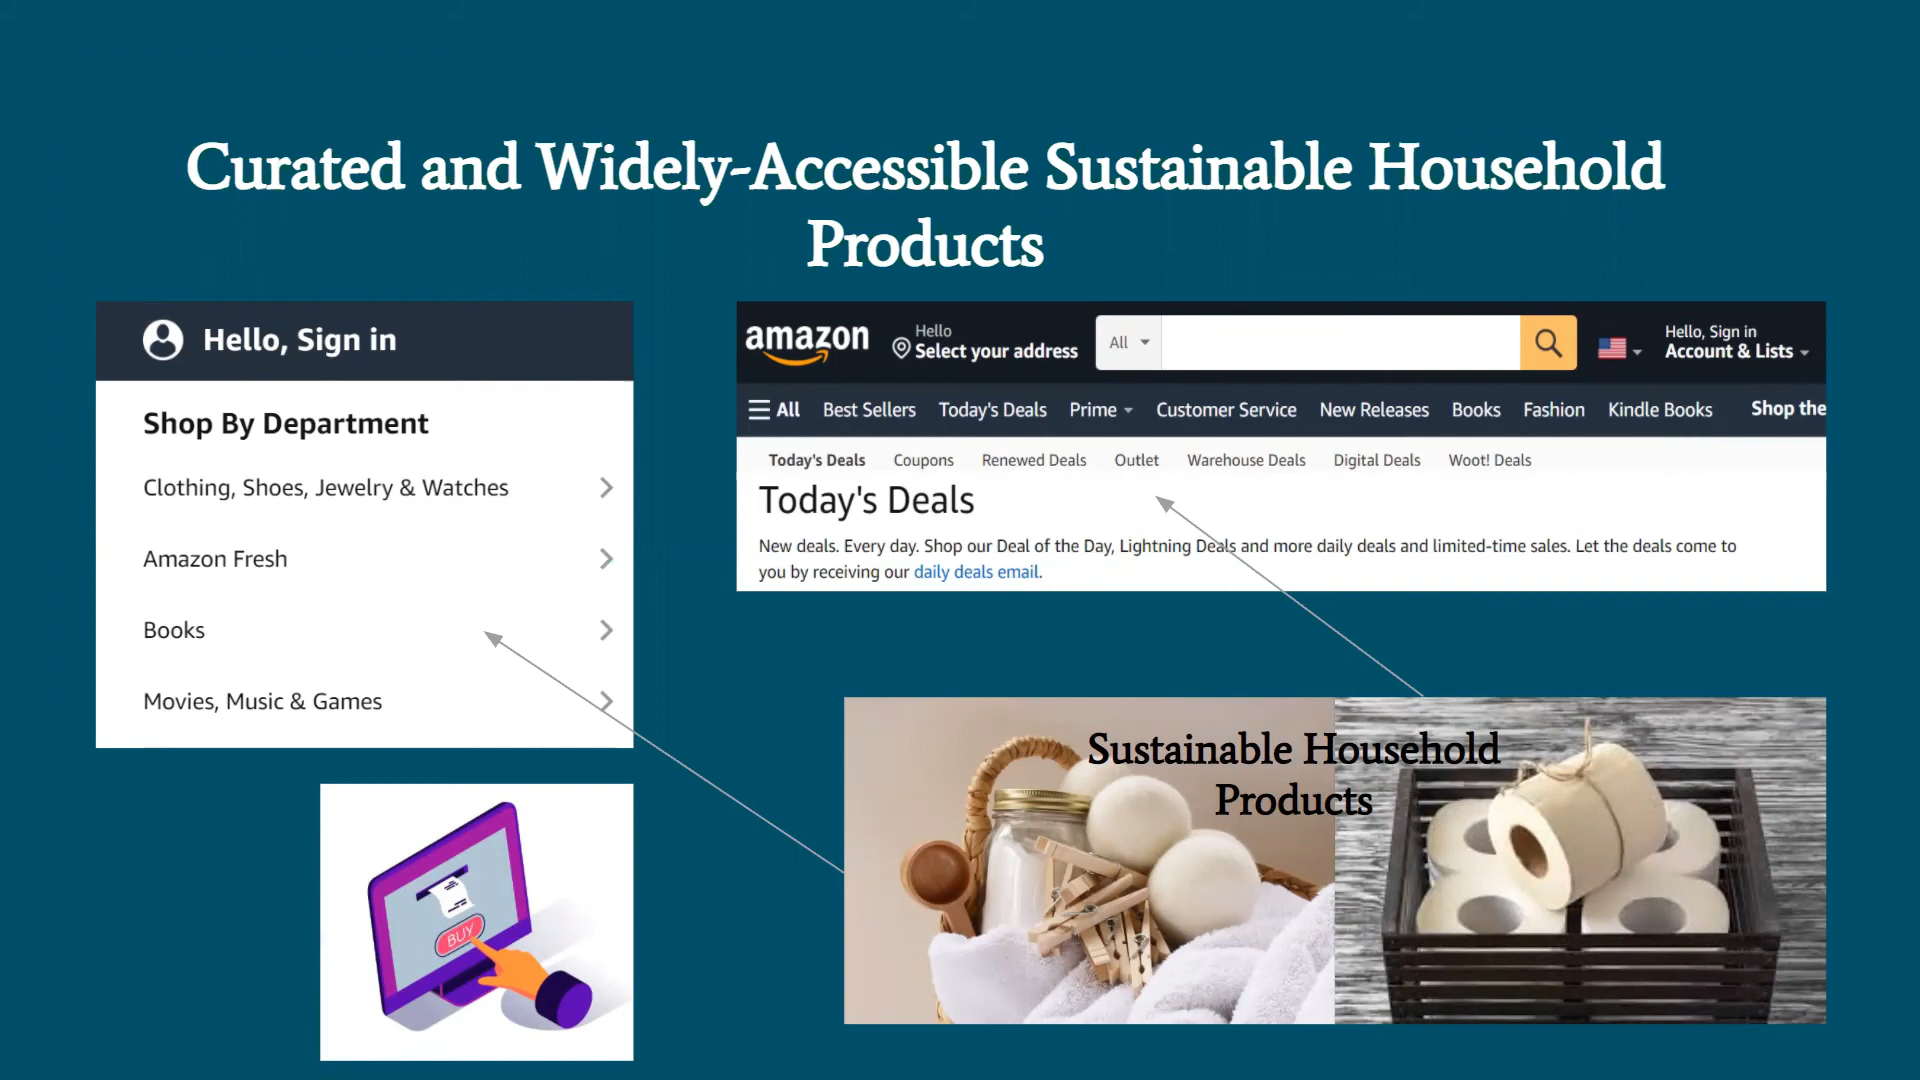 Curated and Widely-Accessible Sustainable Household
Products
Hello, Sign in
Shop By Department
Clothing, Shoes, Jewelry & Watches
Amazon Fresh
Books
Movies, Music & Games
amazon
Hello
Select your address
All
Hello, Sign in
Account & Lists
All Best Sellers Today's Deals Prime Customer Service New Releases Books Fashion Kindle Books Shop the
Today's Deals Coupons Renewed Deals Outlet Warehouse Deals Digital Deals Woot! Deals
Today's Deals
New deals. Every day. Shop our Deal of the Day, Lightning Deals and more daily deals and limited-time sales. Let the deals come to
you by receiving our daily deals email.
BUY
Sustainable Household
Products